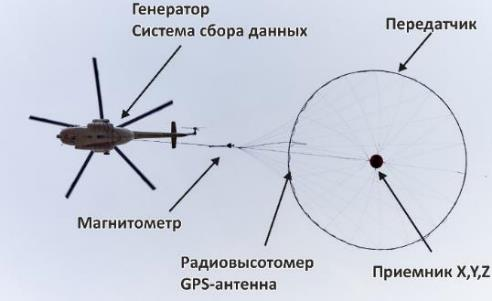 Генератор
Система сбора данных
Передатчик
Магнитометр
Радиовысотомер
GPS-антенна
Приемник X,Y,Z